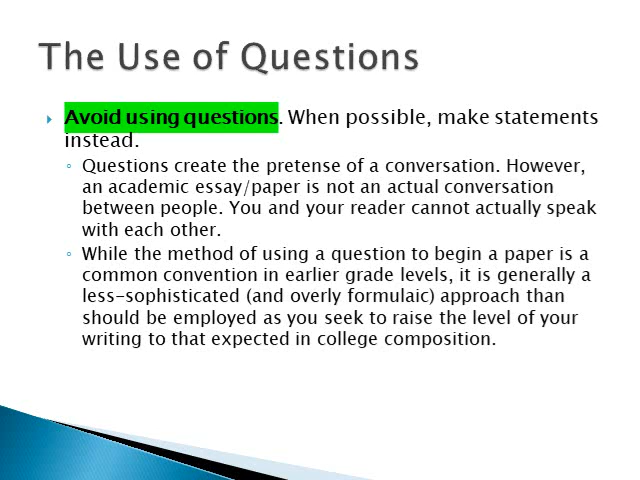 The Use of Questions
Avoid using questions. When possible, make statements
instead.
Questions create the pretense of a conversation. However,
an academic essay/paper is not an actual conversation
between people. You and your reader cannot actually speak
with each other.
While the method of using a question to begin a paper is a
common convention in earlier grade levels, it is generally a
less-sophisticated (and overly formulaic) approach than
should be employed as you seek to raise the level of your
writing to that expected in college composition.